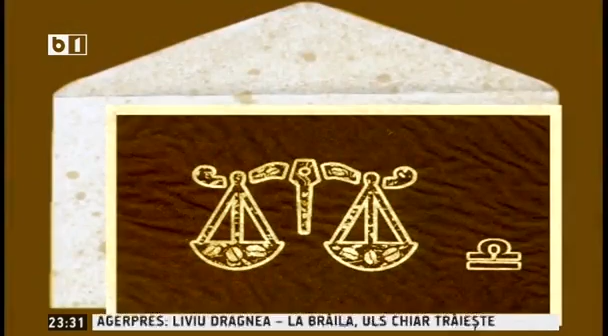 b1
23:31 AGERPRES: LIVIU DRAGNEA – LA BRĂILA, ULS CHIAR TRĂIEȘTE